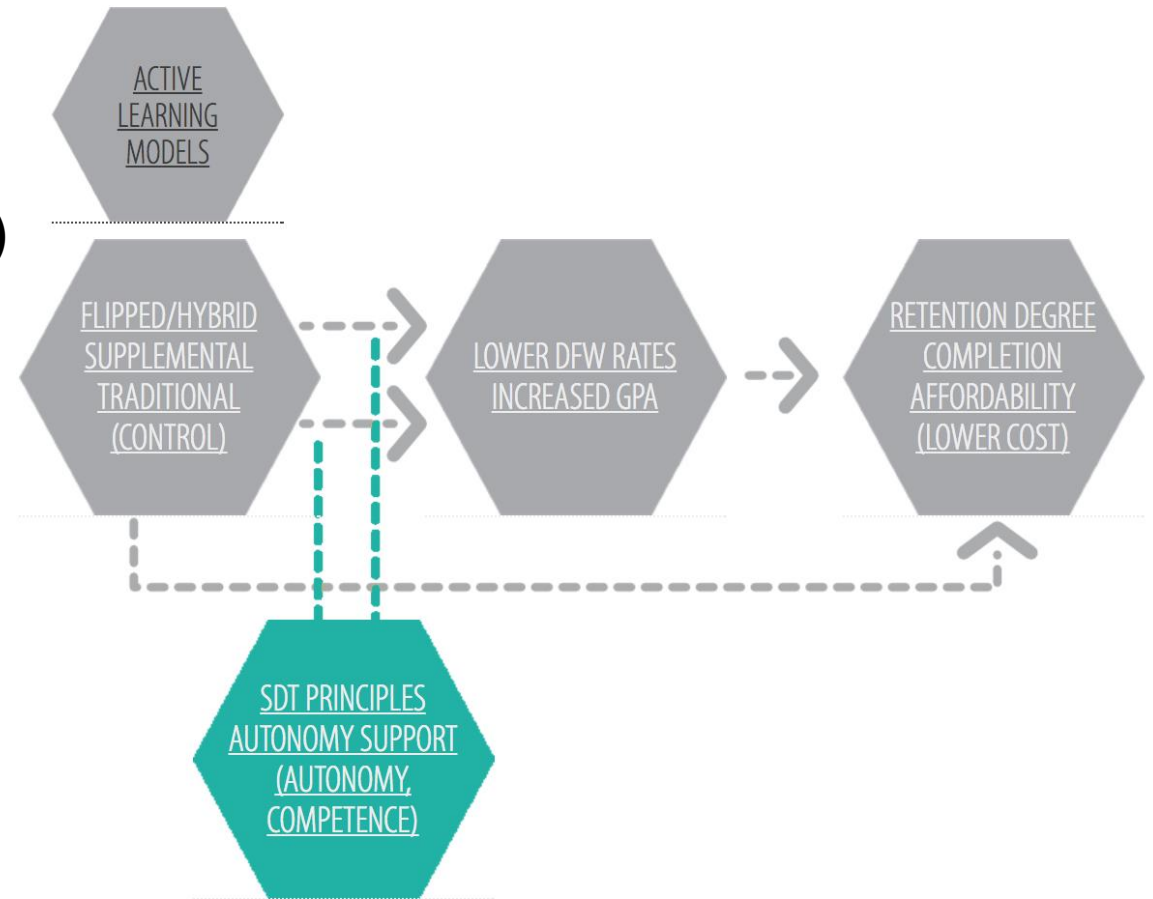 ACTIVE
LEARNING
MODELS
)
FLIPPED/HYBRID
SUPPLEMENTAL
TRADITIONAL
(CONTROL)
LOWER DFW RATES
INCREASED GPA
RETENTION DEGREE
COMPLETION
AFFORDABILITY
(LOWER COST)
SDT PRINCIPLES
AUTONOMY SUPPORT
(AUTONOMY,
COMPETENCE)